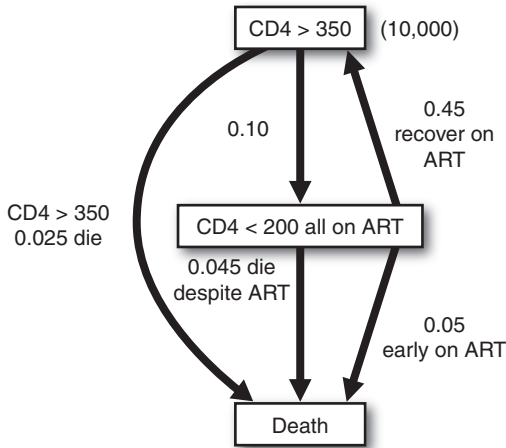 CD4 > 350
(10,000)
0.10
0.45
recover on
ART
CD4 > 350
0.025 die
CD4 < 200 all on ART
0.045 die
despite ART
0.05
early on ART
Death